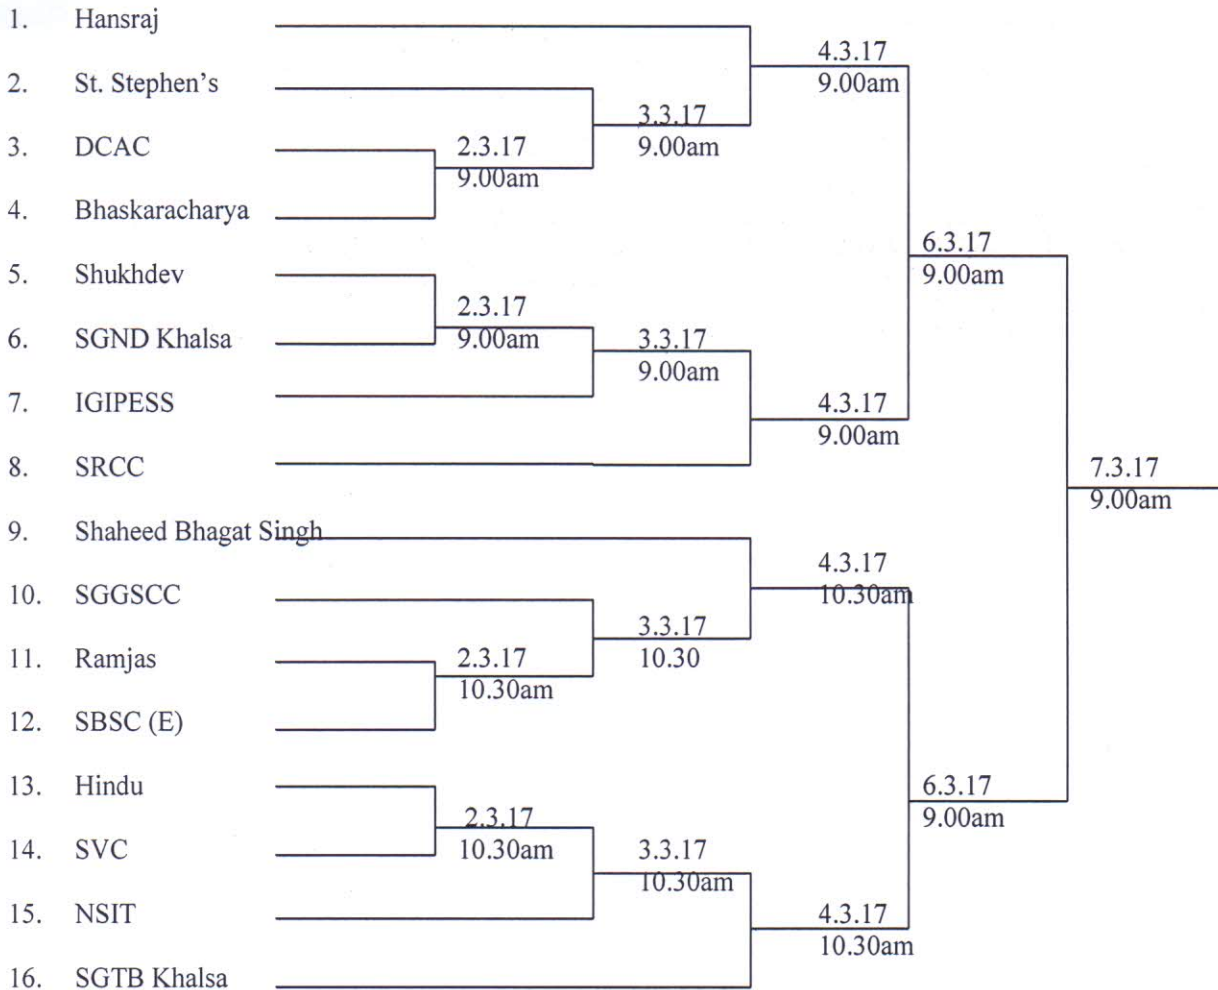 1. Hansraj
4.3.17
9.00am
2. St. Stephen's
3.3.17
9.00am
3. DCAC
2.3.17
9.00am
4. Bhaskaracharya
6.3.17
9.00am
5. Shukhdev
2.3.17
9.00am
6. SGND Khalsa
3.3.17
9.00am
7. IGIPESS
4.3.17
9.00am
8. SRCC
7.3.17
9.00am
9. Shaheed Bhagat Singh
4.3.17
10.30am
10. SGGSCC
3.3.17
10.30
11. Ramjas
2.3.17
10.30am
12. SBSC (E)
13. Hindu
6.3.17
9.00am
2.3.17
10.30am
14. SVC
3.3.17
10.30am
15. NSIT
4.3.17
10.30am
16. SGTB Khalsa